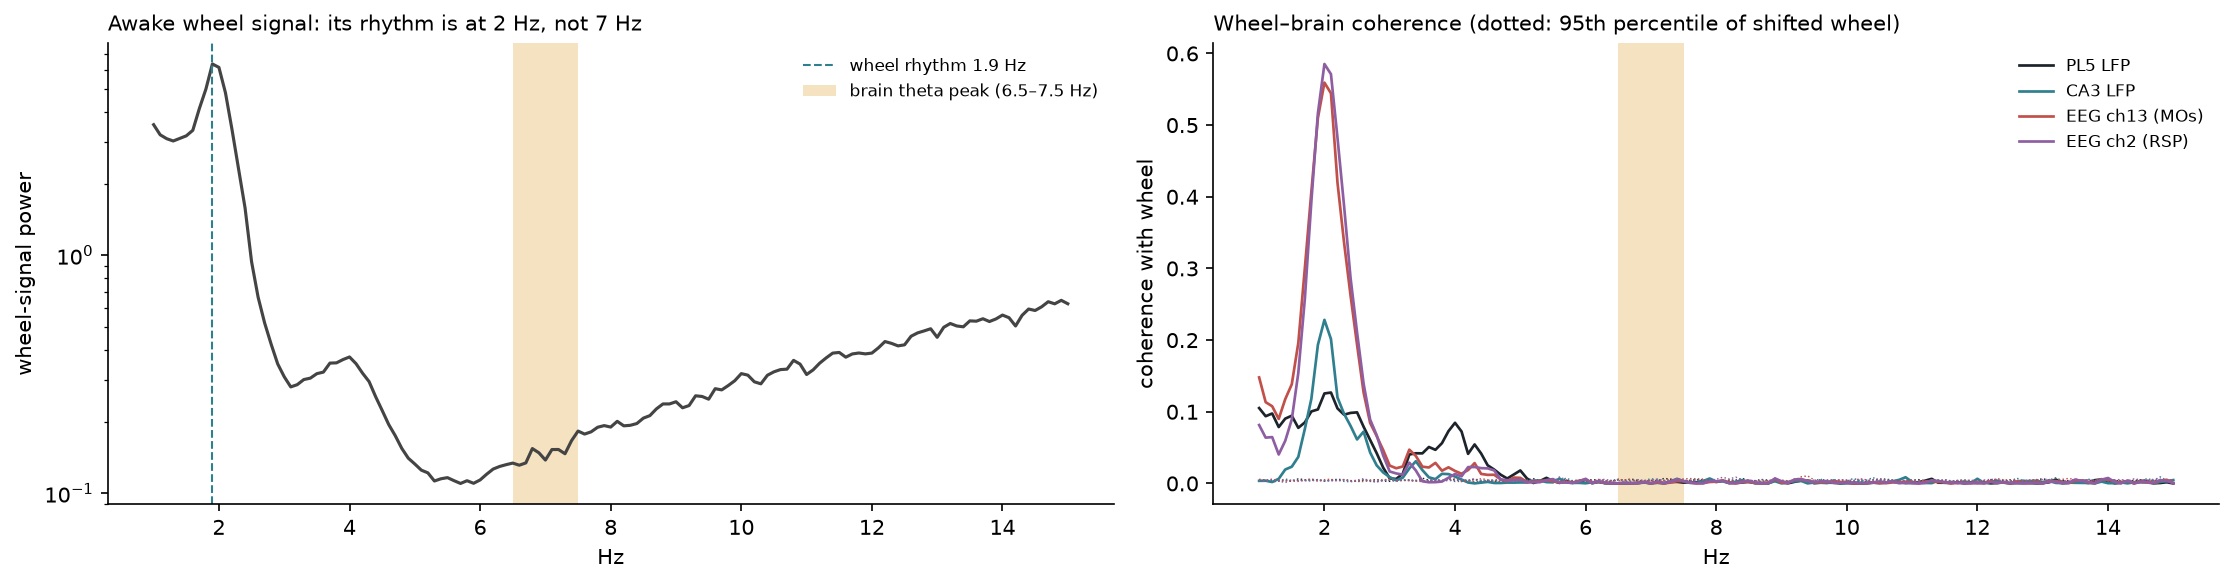 Awake wheel signal: its rhythm is at 2 Hz, not 7 Hz
wheel-signal power
10⁰
10⁻¹
wheel rhythm 1.9 Hz
brain theta peak (6.5–7.5 Hz)
2 4 6 8 10 12 14
Hz
Wheel–brain coherence (dotted: 95th percentile of shifted wheel)
coherence with wheel
0.6
0.5
0.4
0.3
0.2
0.1
0.0
PL5 LFP
CA3 LFP
EEG ch13 (MOs)
EEG ch2 (RSP)
2 4 6 8 10 12 14
Hz